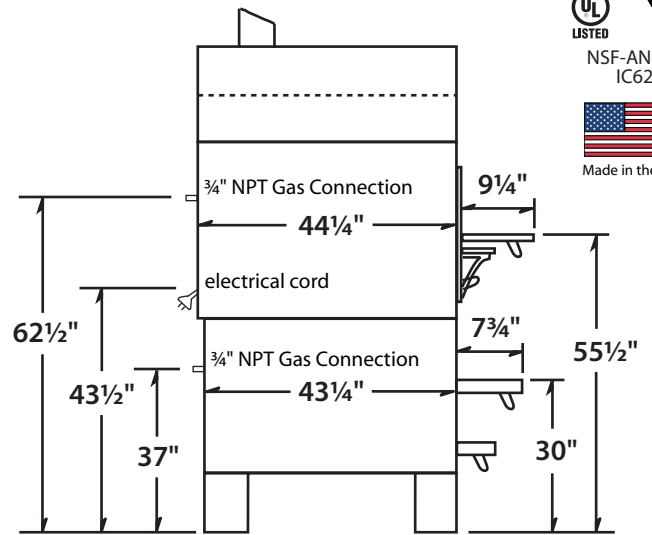 UL
LISTED
NSF-AN
IC62
Made in the
¾" NPT Gas Connection
9¼"
44¼"
electrical cord
62½"
7¾"
55½"
¾" NPT Gas Connection
43½"
43¼"
37"
30"